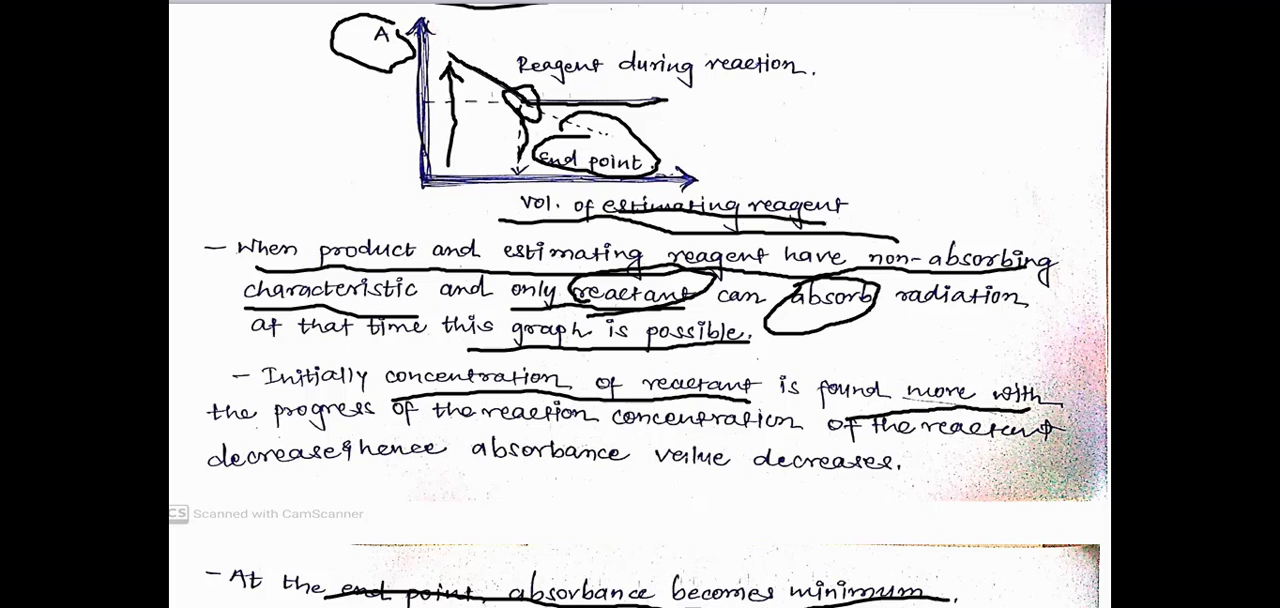 A
Reagent during reaction.
End point.
Vol. of estimating reagent
- When product and estimating reagent have non-absorbing
characteristic and only reactant can absorb radiation
at that time this graph is possible.
- Initially concentration of reactant is found more with
the progress of the reaction concentration of the reactant
decrease & hence absorbance value decreases.
CS Scanned with CamScanner
- At the end point, absorbance becomes minimum.